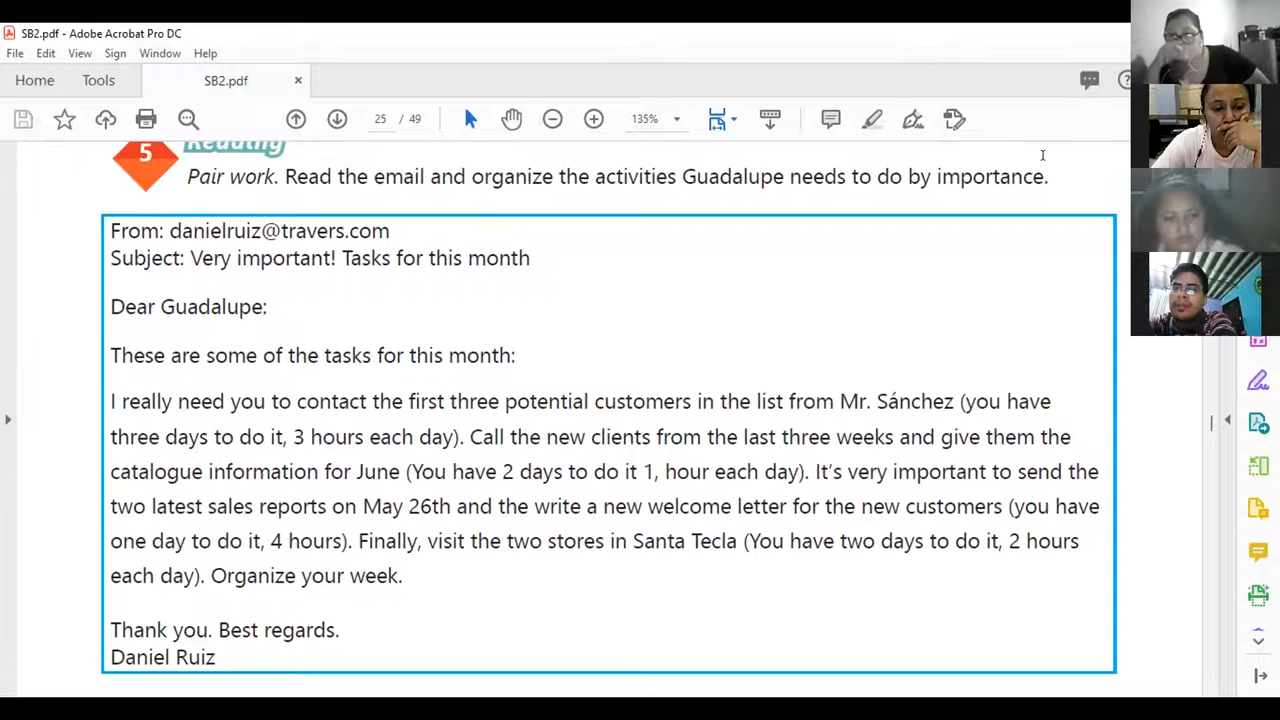 SB2.pdf - Adobe Acrobat Pro DC
File Edit View Sign Window Help
Home Tools SB2.pdf ×
25 / 49 135%
5 Reading
Pair work. Read the email and organize the activities Guadalupe needs to do by importance.
From: danielruiz@travers.com
Subject: Very important! Tasks for this month
Dear Guadalupe:
These are some of the tasks for this month:
I really need you to contact the first three potential customers in the list from Mr. Sánchez (you have
three days to do it, 3 hours each day). Call the new clients from the last three weeks and give them the
catalogue information for June (You have 2 days to do it 1, hour each day). It’s very important to send the
two latest sales reports on May 26th and the write a new welcome letter for the new customers (you have
one day to do it, 4 hours). Finally, visit the two stores in Santa Tecla (You have two days to do it, 2 hours
each day). Organize your week.
Thank you. Best regards.
Daniel Ruiz